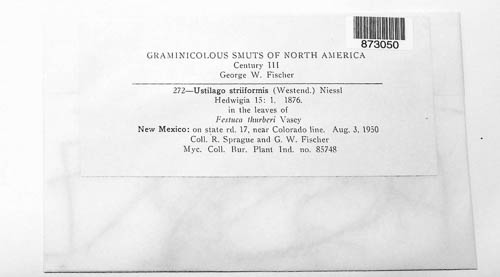 873050
GRAMINICOLOUS SMUTS OF NORTH AMERICA
Century III
George W. Fischer
272—Ustilago striiformis (Westend.) Niessl
Hedwigia 15: 1, 1876.
in the leaves of
Festuca thurberi Vasey
New Mexico: on state rd. 17, near Colorado line. Aug. 3, 1950
Coll. R. Sprague and G. W. Fischer
Myc. Coll. Bur. Plant Ind. no. 85748